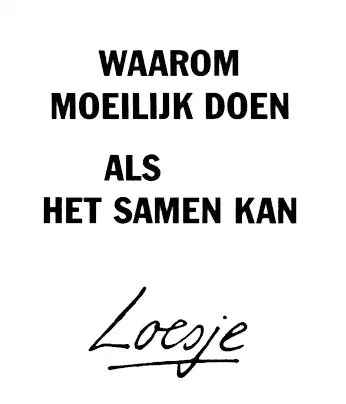 WAAROM
MOEILIJK DOEN
ALS
HET SAMEN KAN
Loesje